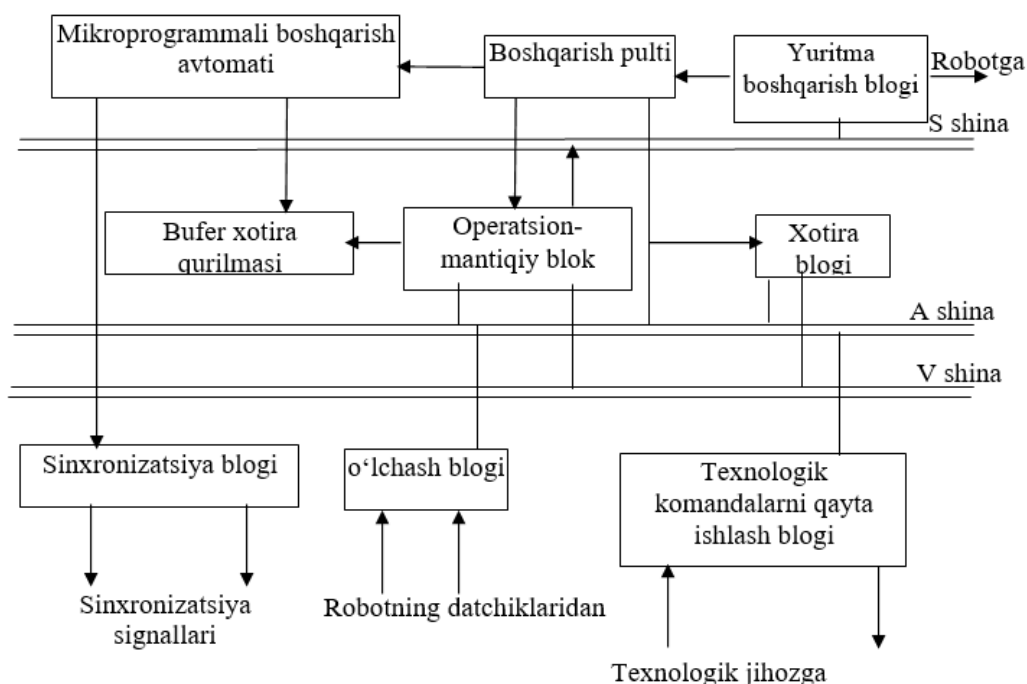 Mikroprogrammali boshqarish
avtomati
Boshqarish pulti
Yuritma
boshqarish blogi
Robotga
S shina
Bufer xotira
qurilmasi
Operatsion-
mantiqiy blok
Xotira
blogi
A shina
V shina
Sinxronizatsiya blogi
o‘lchash blogi
Texnologik
komandalarni qayta
ishlash blogi
Sinxronizatsiya
signallari
Robotning datchiklaridan
Texnologik jihozga